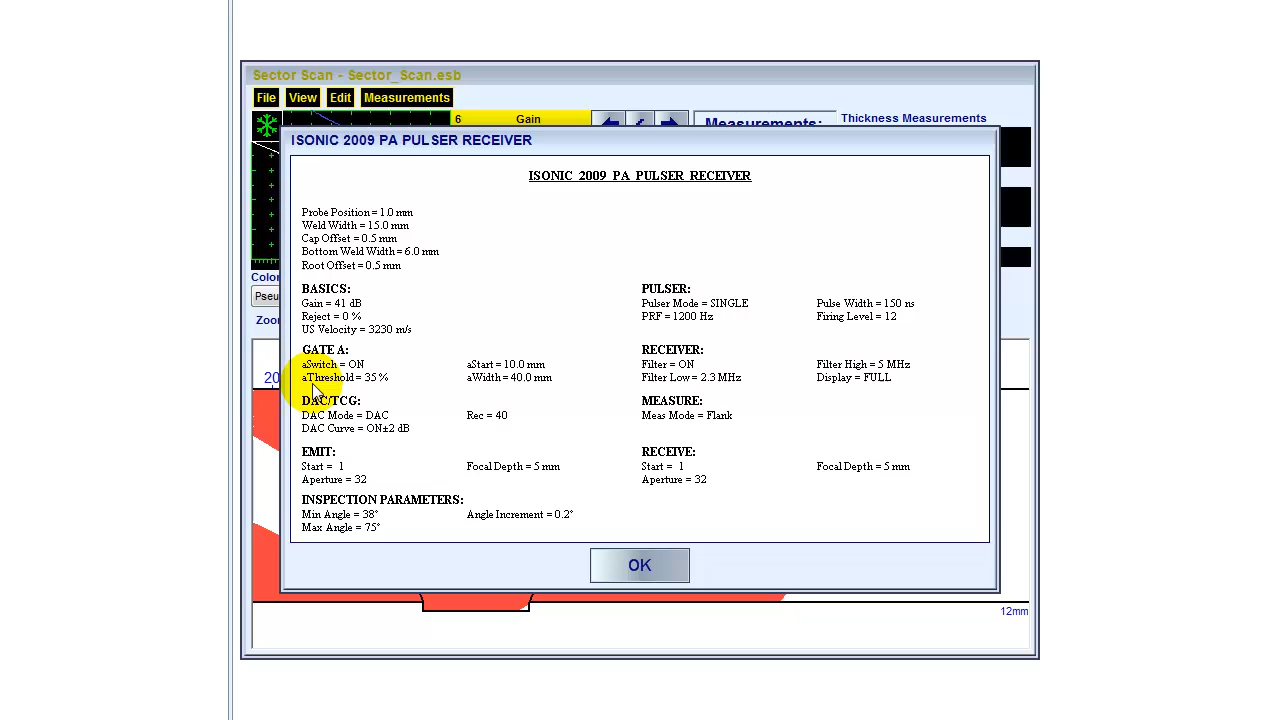 Sector Scan - Sector_Scan.esb
File View Edit Measurements
6 Gain Measurements: Thickness Measurements
ISONIC 2009 PA PULSER RECEIVER
ISONIC 2009 PA PULSER RECEIVER
Probe Position = 1.0 mm
Weld Width = 15.0 mm
Cap Offset = 0.5 mm
Bottom Weld Width = 6.0 mm
Root Offset = 0.5 mm
BASICS: PULSER:
Gain = 41 dB Pulser Mode = SINGLE Pulse Width = 150 ns
Reject = 0 % PRF = 1200 Hz Firing Level = 12
US Velocity = 3230 m/s
GATE A: RECEIVER:
aSwitch = ON aStart = 10.0 mm Filter = ON Filter High = 5 MHz
aThreshold = 35 % aWidth = 40.0 mm Filter Low = 2.3 MHz Display = FULL
DAC/TCG: MEASURE:
DAC Mode = DAC Rec = 40 Meas Mode = Flank
DAC Curve = ON±2 dB
EMIT: RECEIVE:
Start = 1 Focal Depth = 5 mm Start = 1 Focal Depth = 5 mm
Aperture = 32 Aperture = 32
INSPECTION PARAMETERS:
Min Angle = 38° Angle Increment = 0.2°
Max Angle = 75°
OK
Color
Pseu
Zoo
20
12mm